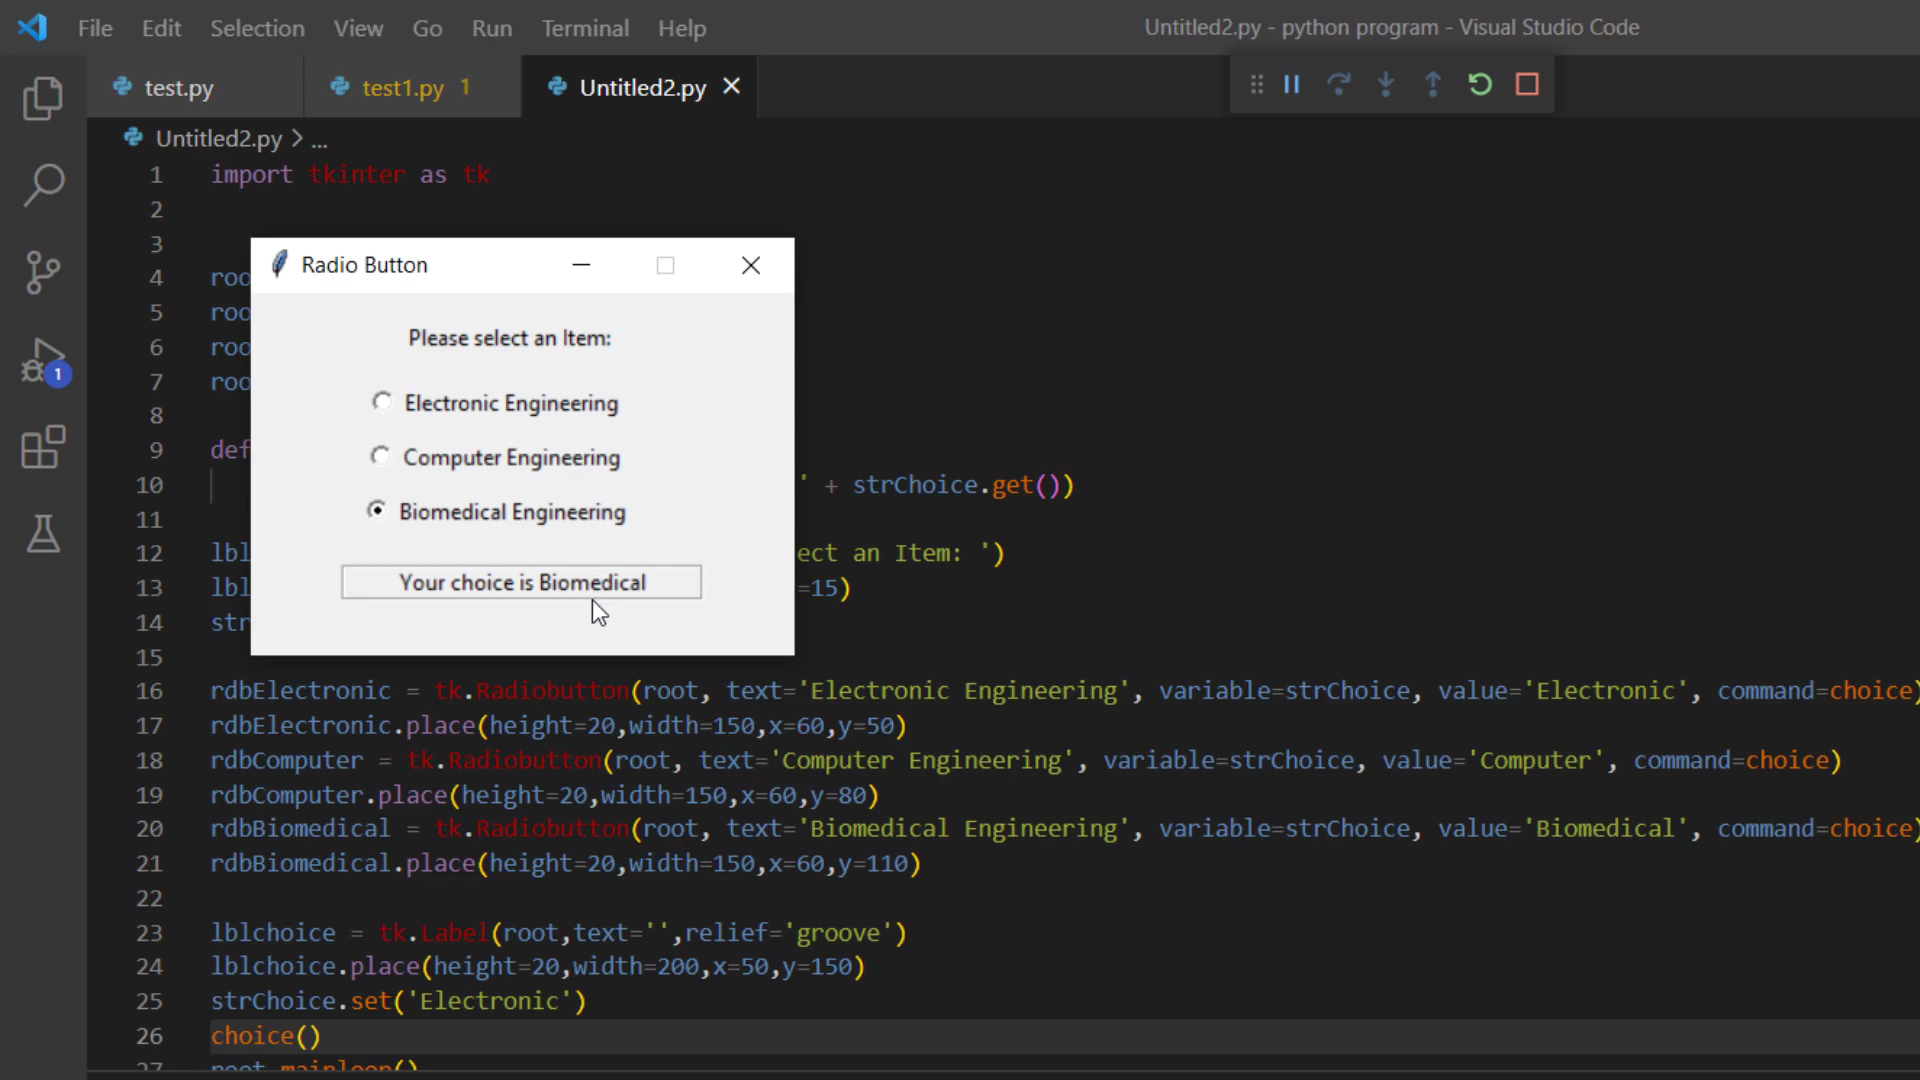 File Edit Selection View Go Run Terminal Help Untitled2.py - python program - Visual Studio Code
test.py test1.py 1 Untitled2.py
Untitled2.py > ...
1 import tkinter as tk
2
3
4 roo
5 roo
6 roo
7 roo
8
9 def
10 ' + strChoice.get())
11
12 lbl ect an Item: ')
13 lbl =15)
14 str
15
16 rdbElectronic = tk.Radiobutton(root, text='Electronic Engineering', variable=strChoice, value='Electronic', command=choice)
17 rdbElectronic.place(height=20,width=150,x=60,y=50)
18 rdbComputer = tk.Radiobutton(root, text='Computer Engineering', variable=strChoice, value='Computer', command=choice)
19 rdbComputer.place(height=20,width=150,x=60,y=80)
20 rdbBiomedical = tk.Radiobutton(root, text='Biomedical Engineering', variable=strChoice, value='Biomedical', command=choice)
21 rdbBiomedical.place(height=20,width=150,x=60,y=110)
22
23 lblchoice = tk.Label(root,text='',relief='groove')
24 lblchoice.place(height=20,width=200,x=50,y=150)
25 strChoice.set('Electronic')
26 choice()
27 root.mainloop()
Radio Button
Please select an Item:
Electronic Engineering
Computer Engineering
Biomedical Engineering
Your choice is Biomedical
1